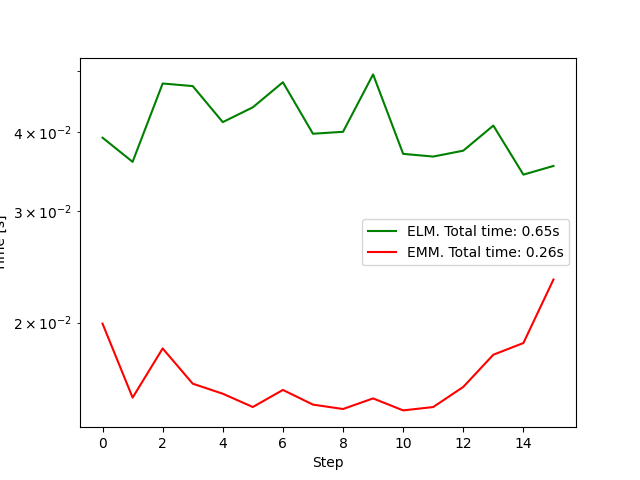 4 × 10⁻²
3 × 10⁻²
2 × 10⁻²
Time [s]
ELM. Total time: 0.65s
EMM. Total time: 0.26s
0 2 4 6 8 10 12 14
Step